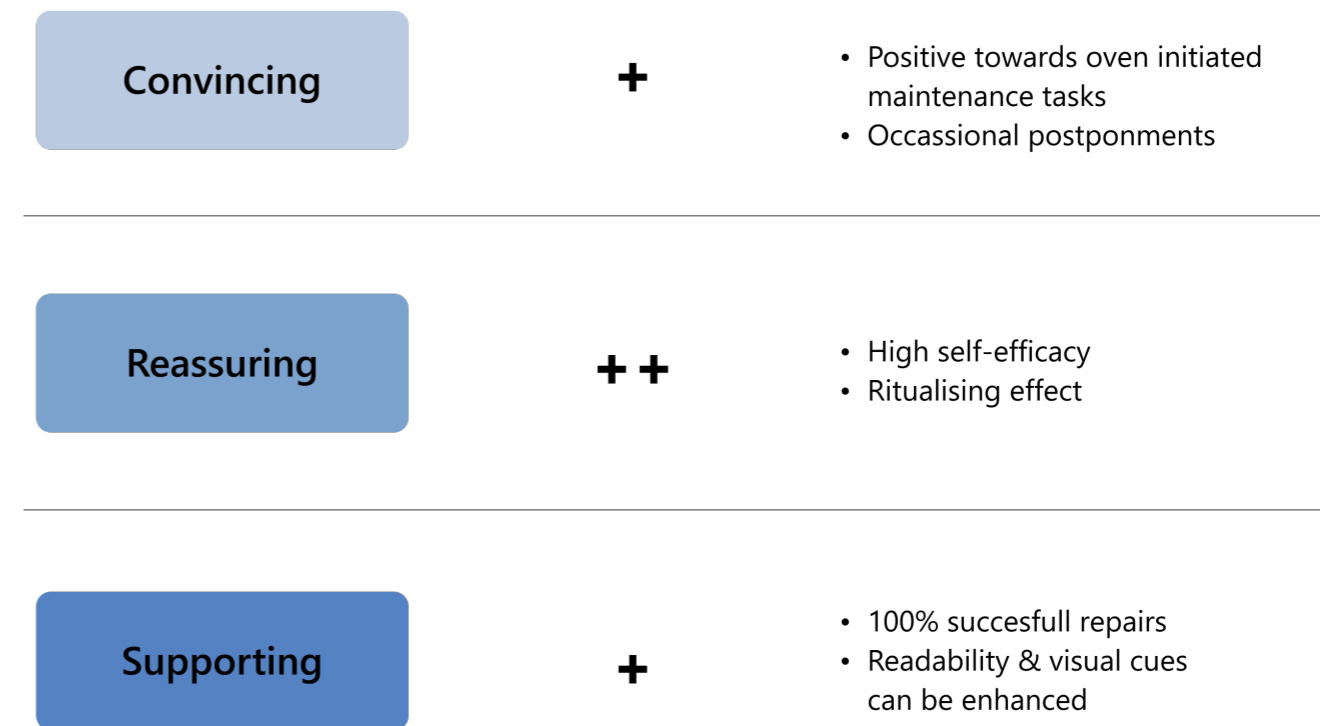 Convincing
+
• Positive towards oven initiated
maintenance tasks
• Occassional postponments
Reassuring
++
• High self-efficacy
• Ritualising effect
Supporting
+
• 100% succesfull repairs
• Readability & visual cues
can be enhanced